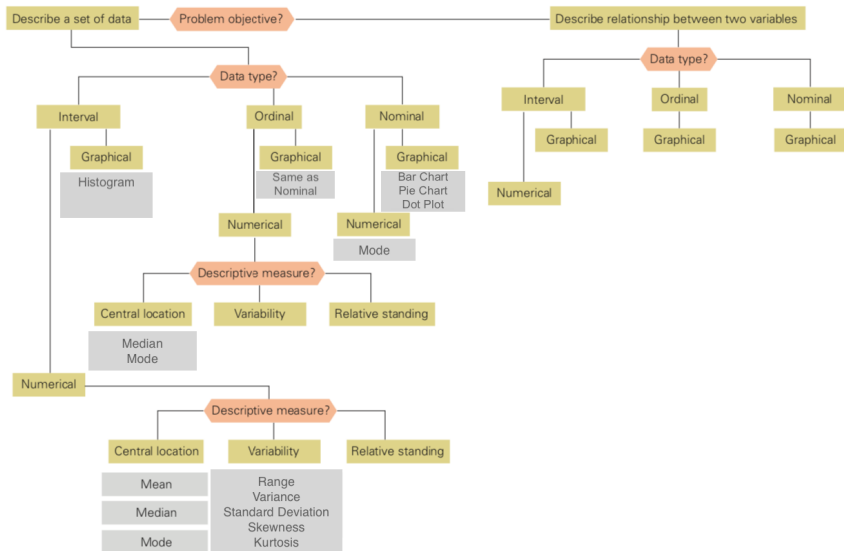 Describe a set of data
Problem objective?
Describe relationship between two variables
Data type?
Interval
Ordinal
Nominal
Graphical
Graphical
Graphical
Histogram
Same as
Nominal
Bar Chart
Pie Chart
Dot Plot
Numerical
Numerical
Mode
Descriptive measure?
Central location
Variability
Relative standing
Median
Mode
Numerical
Descriptive measure?
Central location
Variability
Relative standing
Mean
Median
Mode
Range
Variance
Standard Deviation
Skewness
Kurtosis
Data type?
Interval
Ordinal
Nominal
Graphical
Graphical
Graphical
Numerical